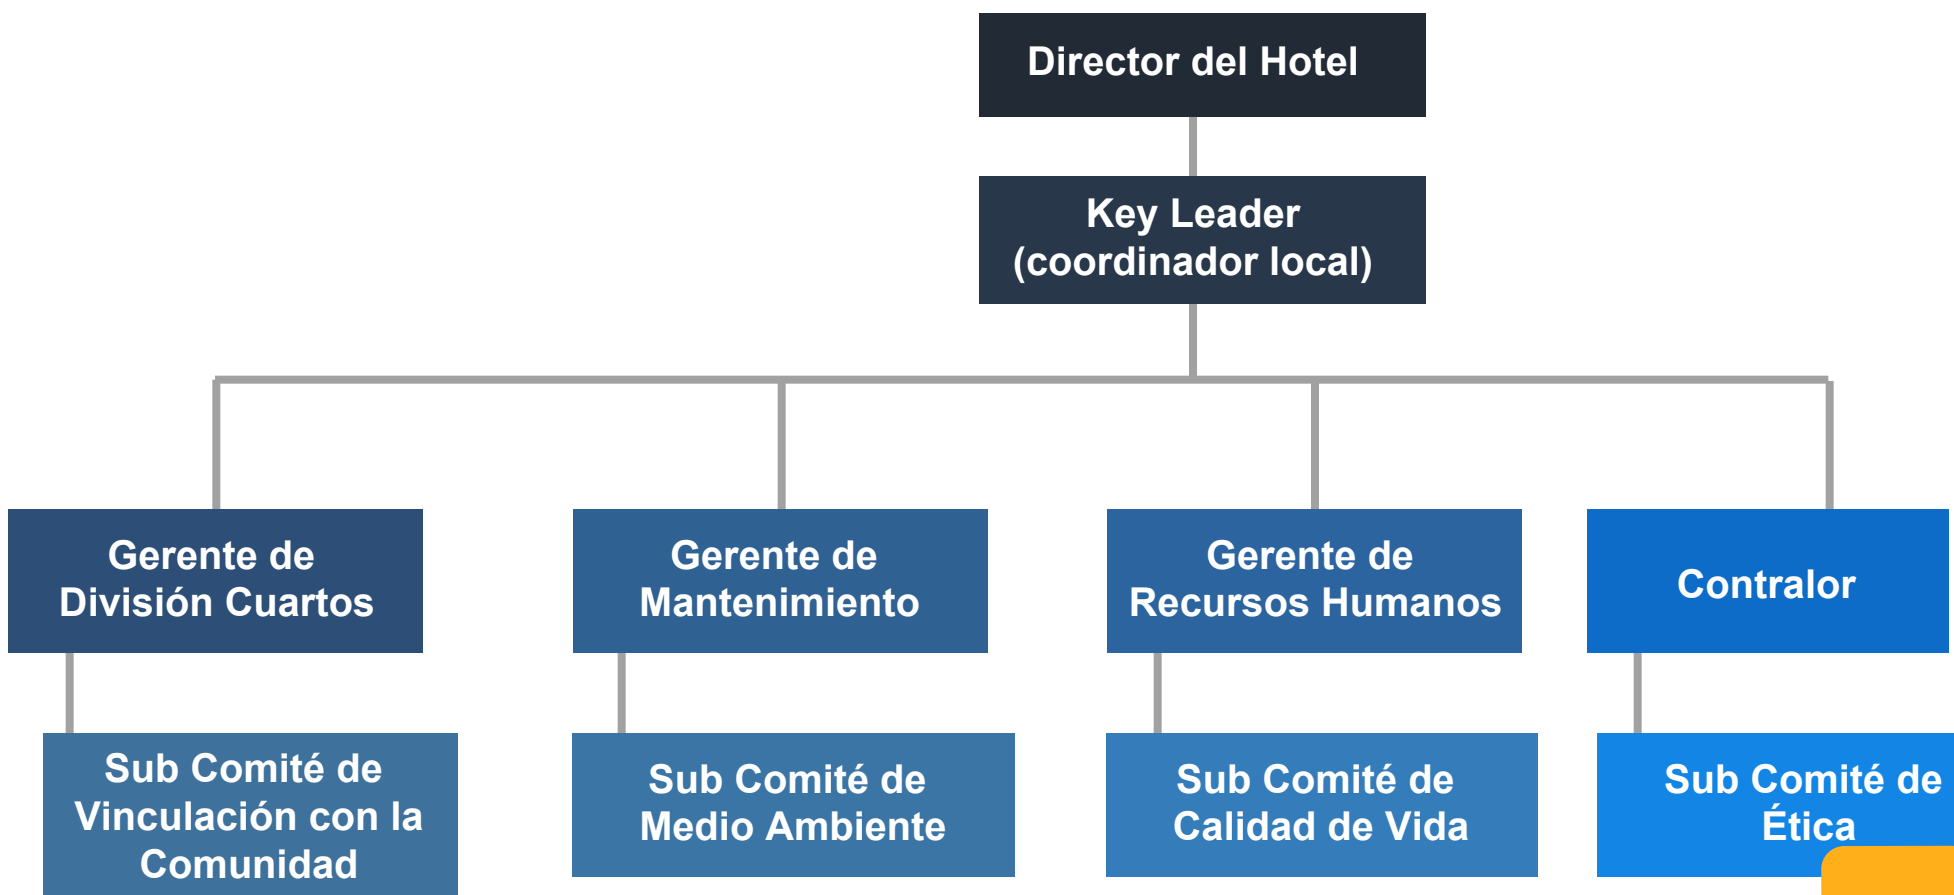 Director del Hotel
Key Leader
(coordinador local)
Gerente de
División Cuartos
Gerente de
Mantenimiento
Gerente de
Recursos Humanos
Contralor
Sub Comité de
Vinculación con la
Comunidad
Sub Comité de
Medio Ambiente
Sub Comité de
Calidad de Vida
Sub Comité de
Ética